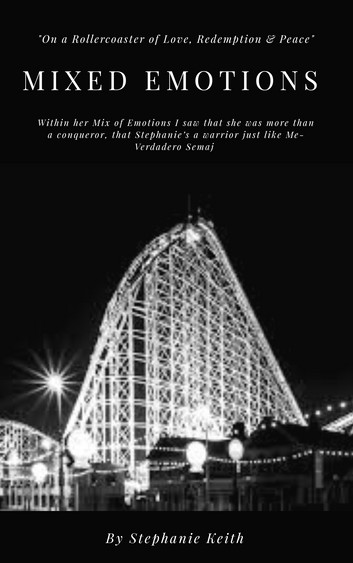 "On a Rollercoaster of Love, Redemption & Peace"
MIXED EMOTIONS
Within her Mix of Emotions I saw that she was more than
a conqueror, that Stephanie's a warrior just like Me-
Verdadero Semaj
By Stephanie Keith